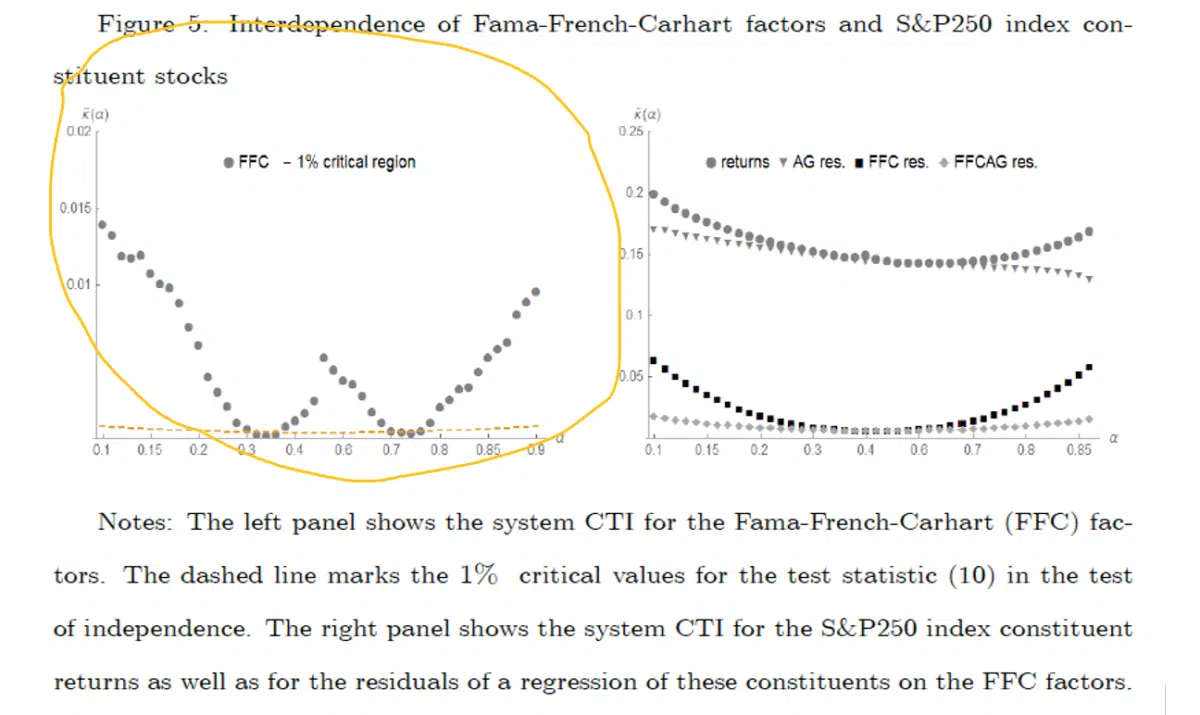 Figure 5: Interdependence of Fama-French-Carhart factors and S&P250 index con-
stituent stocks
κ̄(α)
0.02
0.015
0.01
FFC – 1% critical region
0.1 0.15 0.2 0.3 0.4 0.6 0.7 0.8 0.85 0.9 α
κ̄(α)
0.25
0.2
0.15
0.1
0.05
returns AG res. FFC res. FFCAG res.
0.1 0.15 0.2 0.3 0.4 0.6 0.7 0.8 0.85 α
Notes: The left panel shows the system CTI for the Fama-French-Carhart (FFC) fac-
tors. The dashed line marks the 1% critical values for the test statistic (10) in the test
of independence. The right panel shows the system CTI for the S&P250 index constituent
returns as well as for the residuals of a regression of these constituents on the FFC factors.